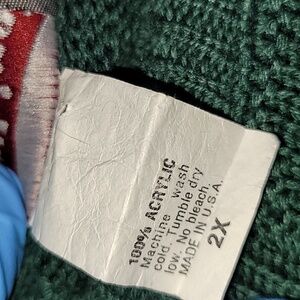 100% ACRYLIC
Machine wash
cold. Tumble dry
low. No bleach.
MADE IN U.S.A.
2X